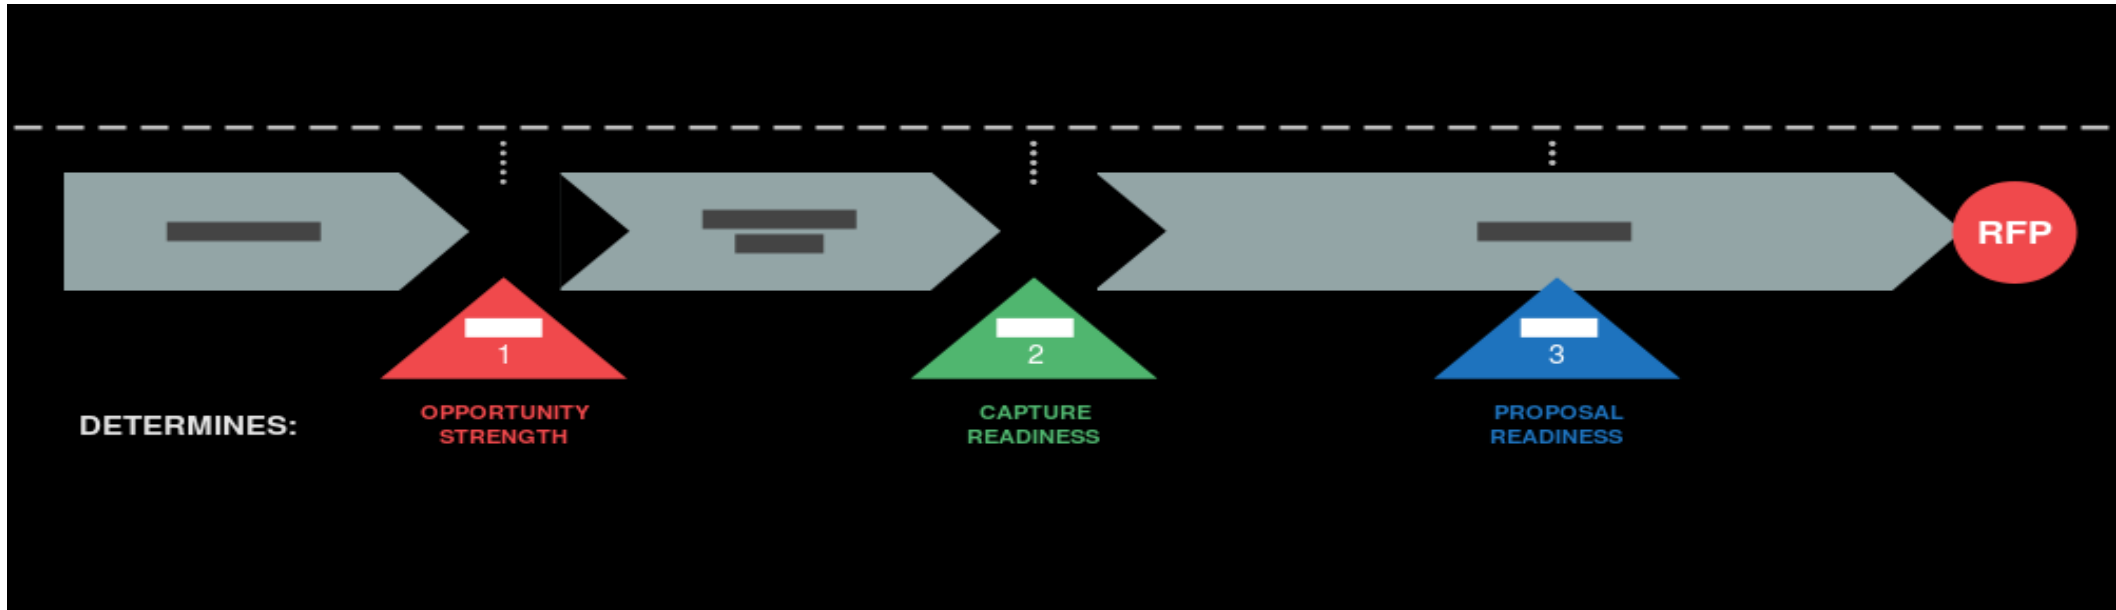 RFP
1
2
3
DETERMINES:
OPPORTUNITY
STRENGTH
CAPTURE
READINESS
PROPOSAL
READINESS